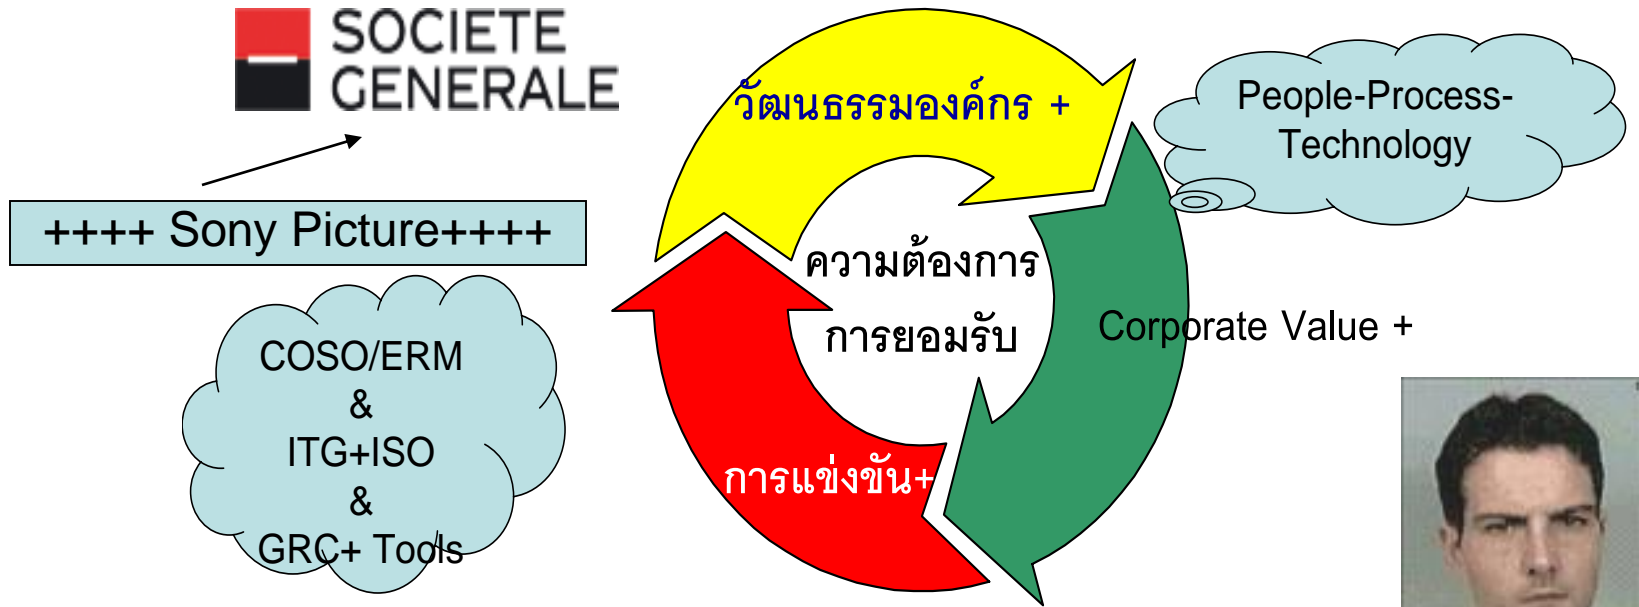 SOCIETE
GENERALE
วัฒนธรรมองค์กร +
People-Process-
Technology
++++ Sony Picture++++
ความต้องการ
การยอมรับ
Corporate Value +
COSO/ERM
&
ITG+ISO
&
GRC+ Tools
การแข่งขัน+